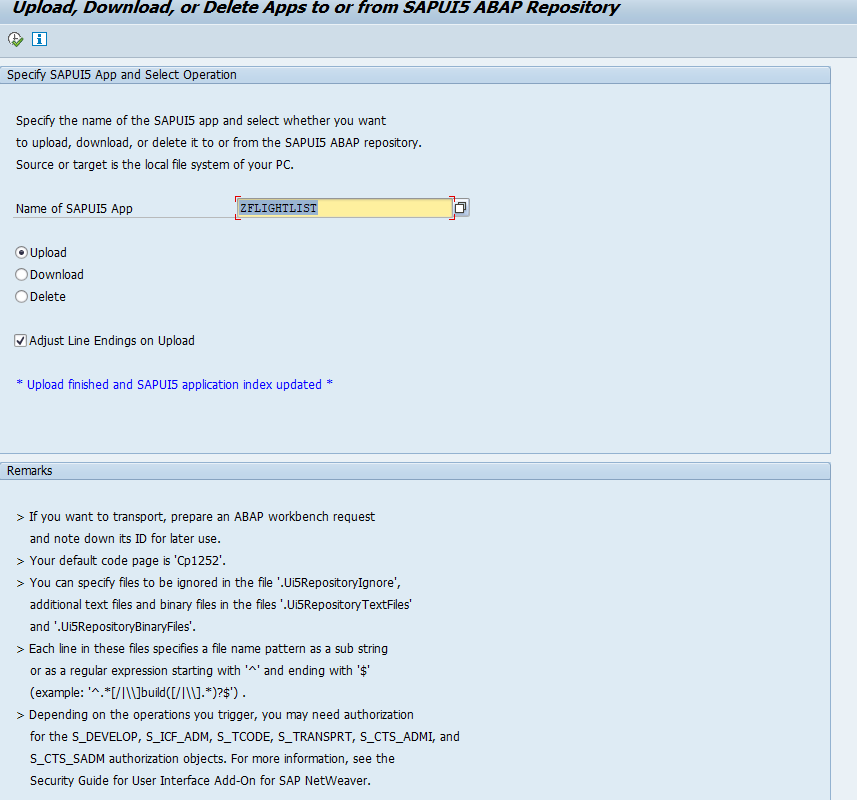 Upload, Download, or Delete Apps to or from SAPUI5 ABAP Repository
Specify SAPUI5 App and Select Operation
Specify the name of the SAPUI5 app and select whether you want
to upload, download, or delete it to or from the SAPUI5 ABAP repository.
Source or target is the local file system of your PC.
Name of SAPUI5 App ZFLIGHTLIST
Upload
Download
Delete
Adjust Line Endings on Upload
* Upload finished and SAPUI5 application index updated *
Remarks
> If you want to transport, prepare an ABAP workbench request
and note down its ID for later use.
> Your default code page is 'Cp1252'.
> You can specify files to be ignored in the file '.Ui5RepositoryIgnore',
additional text files and binary files in the files '.Ui5RepositoryTextFiles'
and '.Ui5RepositoryBinaryFiles'.
> Each line in these files specifies a file name pattern as a sub string
or as a regular expression starting with '^' and ending with '$'
(example: '^.*[/|\\]build([/|\\].*)?$') .
> Depending on the operations you trigger, you may need authorization
for the S_DEVELOP, S_ICF_ADM, S_TCODE, S_TRANSPRT, S_CTS_ADMI, and
S_CTS_SADM authorization objects. For more information, see the
Security Guide for User Interface Add-On for SAP NetWeaver.